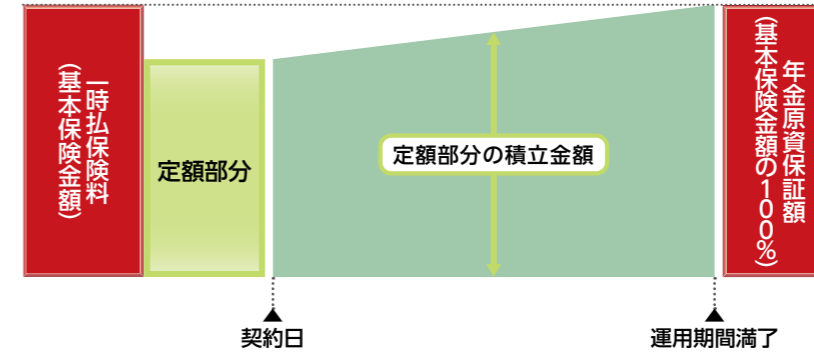 一時払保険料
(基本保険金額)
定額部分
定額部分の積立金額
年金原資保証額
(基本保険金額の100%)
契約日
運用期間満了